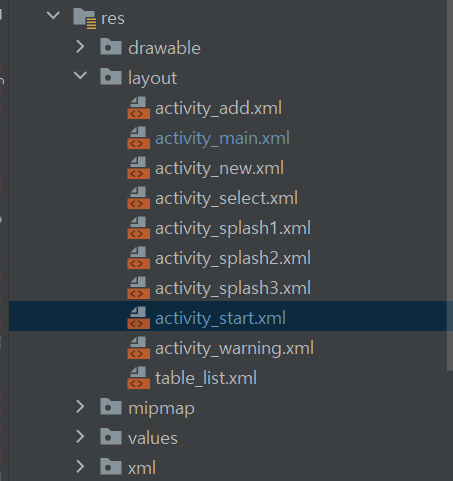 res
drawable
layout
activity_add.xml
activity_main.xml
activity_new.xml
activity_select.xml
activity_splash1.xml
activity_splash2.xml
activity_splash3.xml
activity_start.xml
activity_warning.xml
table_list.xml
mipmap
values
xml